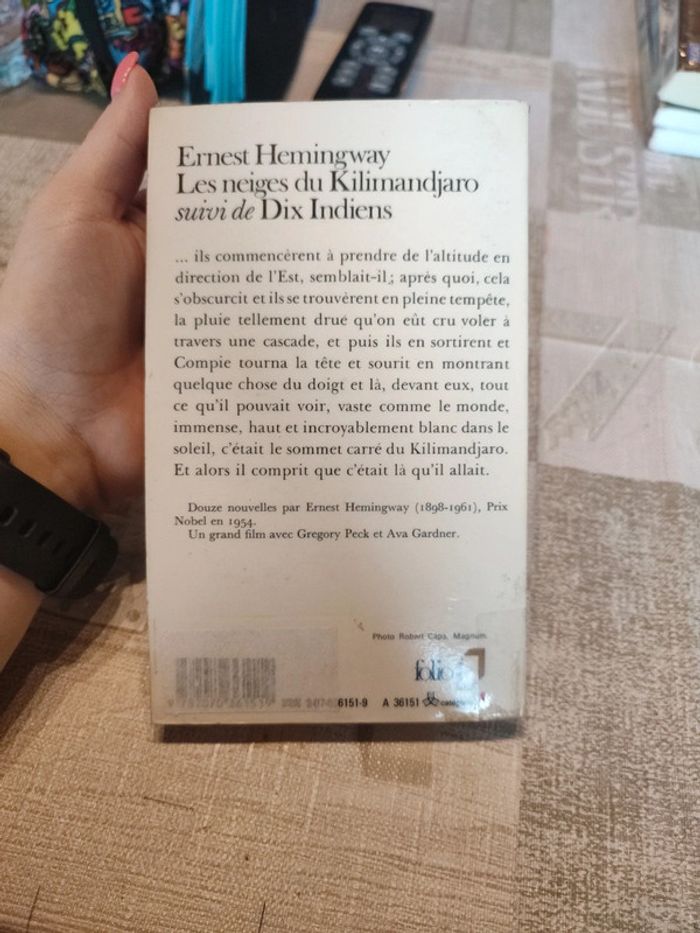 Ernest Hemingway
Les neiges du Kilimandjaro
suivi de Dix Indiens
... ils commencèrent à prendre de l'altitude en
direction de l'Est, semblait-il; après quoi, cela
s'obscurcit et ils se trouvèrent en pleine tempête,
la pluie tellement drue qu'on eût cru voler à
travers une cascade, et puis ils en sortirent et
Compie tourna la tête et sourit en montrant
quelque chose du doigt et là, devant eux, tout
ce qu'il pouvait voir, vaste comme le monde,
immense, haut et incroyablement blanc dans le
soleil, c'était le sommet carré du Kilimandjaro.
Et alors il comprit que c'était là qu'il allait.
Douze nouvelles par Ernest Hemingway (1898-1961), Prix
Nobel en 1954.
Un grand film avec Gregory Peck et Ava Gardner.
Photo Robert Capa, Magnum.
folio
6151-9 A 36151